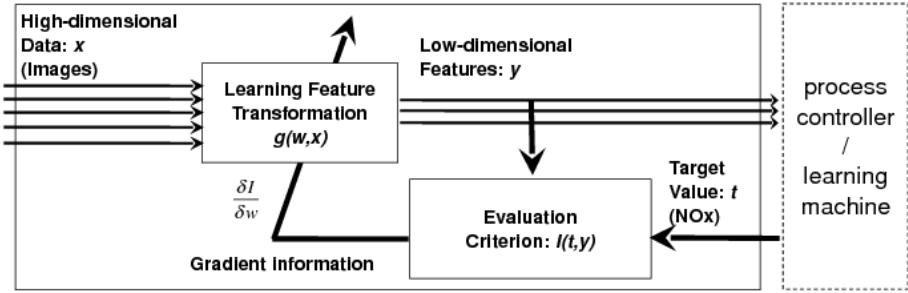 High-dimensional
Data: x
(Images)
Learning Feature
Transformation
g(w,x)
Low-dimensional
Features: y
process
controller
/
learning
machine
δI
δw
Gradient information
Evaluation
Criterion: I(t,y)
Target
Value: t
(NOx)